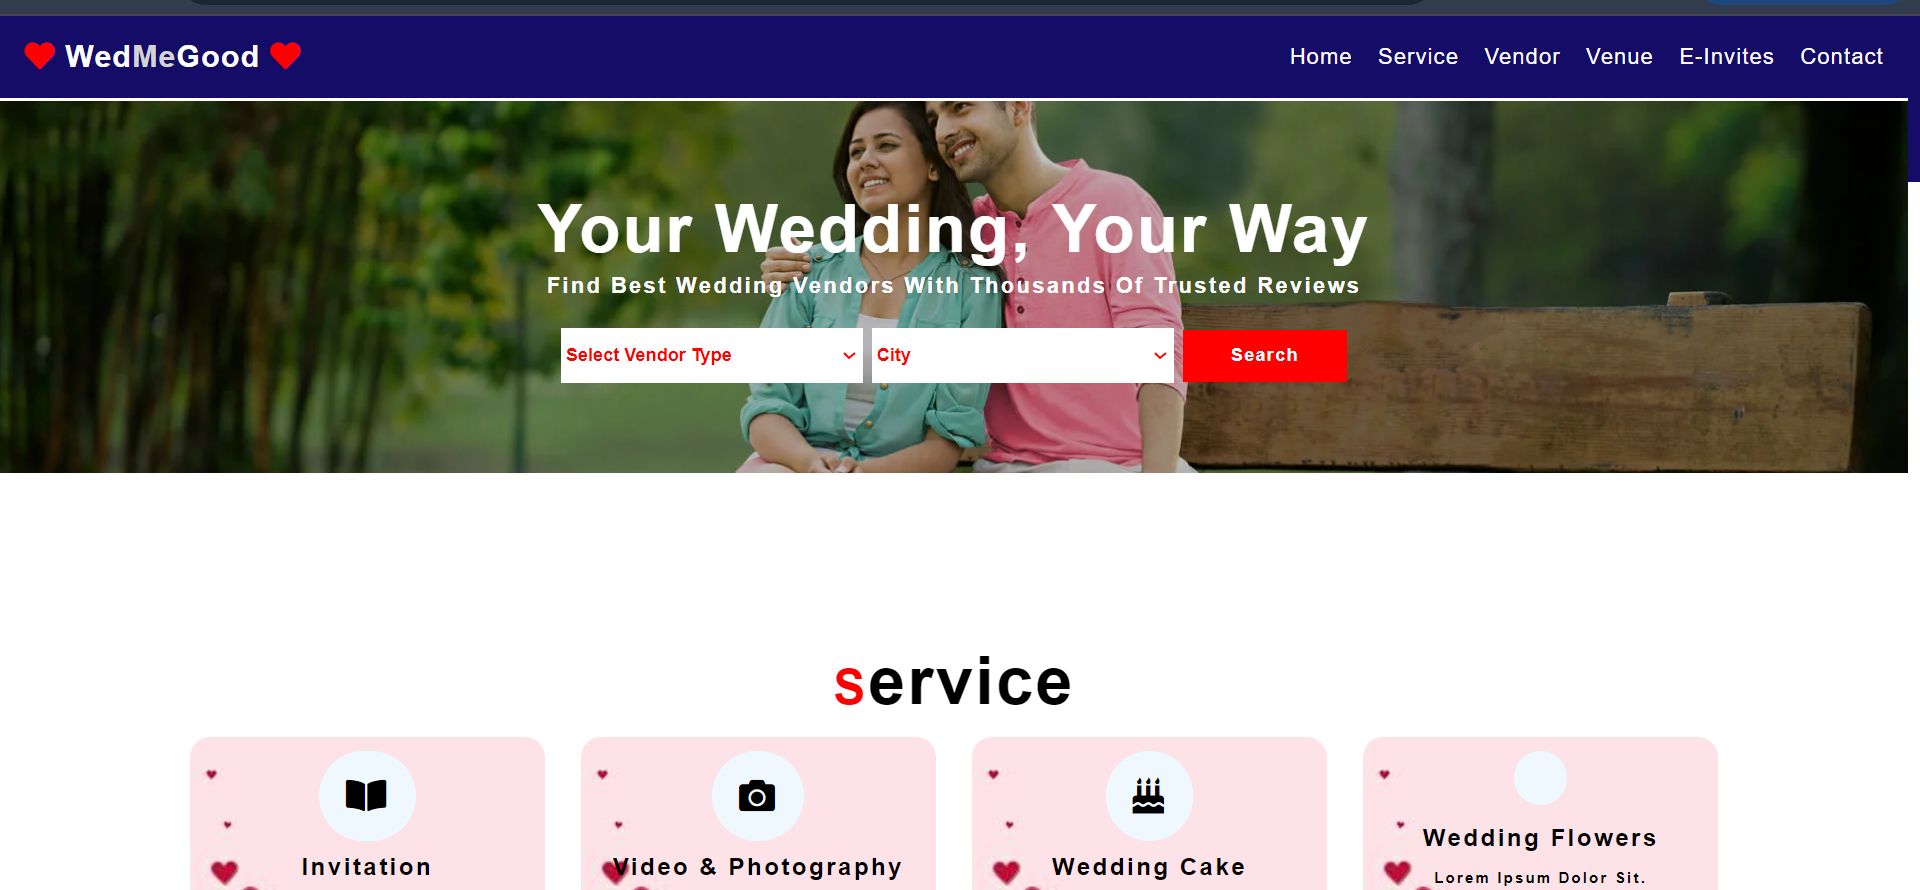 WedMeGood
Home Service Vendor Venue E-Invites Contact
Your Wedding, Your Way
Find Best Wedding Vendors With Thousands Of Trusted Reviews
Select Vendor Type City Search
service
Invitation Video & Photography Wedding Cake Wedding Flowers
Lorem Ipsum Dolor Sit.